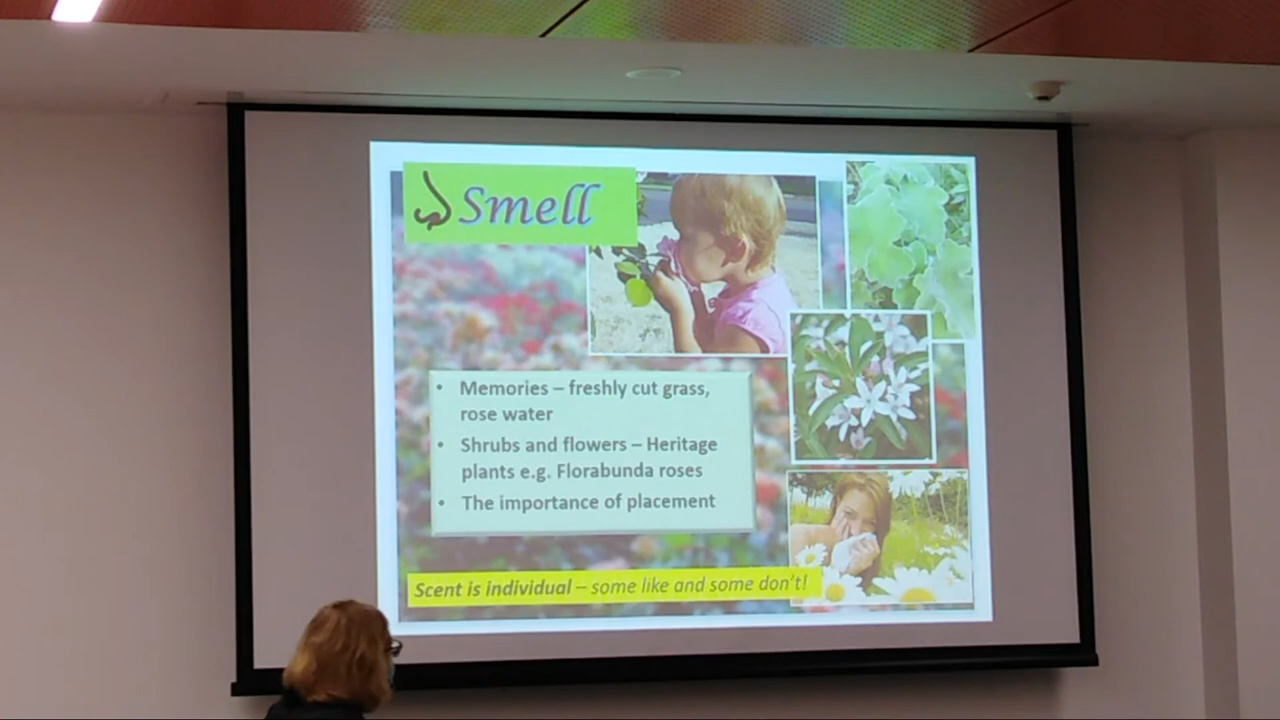 Smell
• Memories – freshly cut grass,
rose water
• Shrubs and flowers – Heritage
plants e.g. Florabunda roses
• The importance of placement
Scent is individual – some like and some don't!